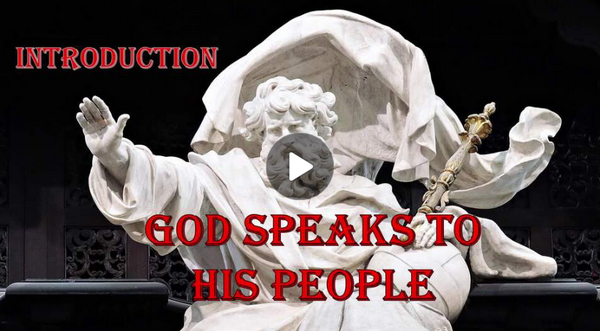 INTRODUCTION
GOD SPEAKS TO
HIS PEOPLE